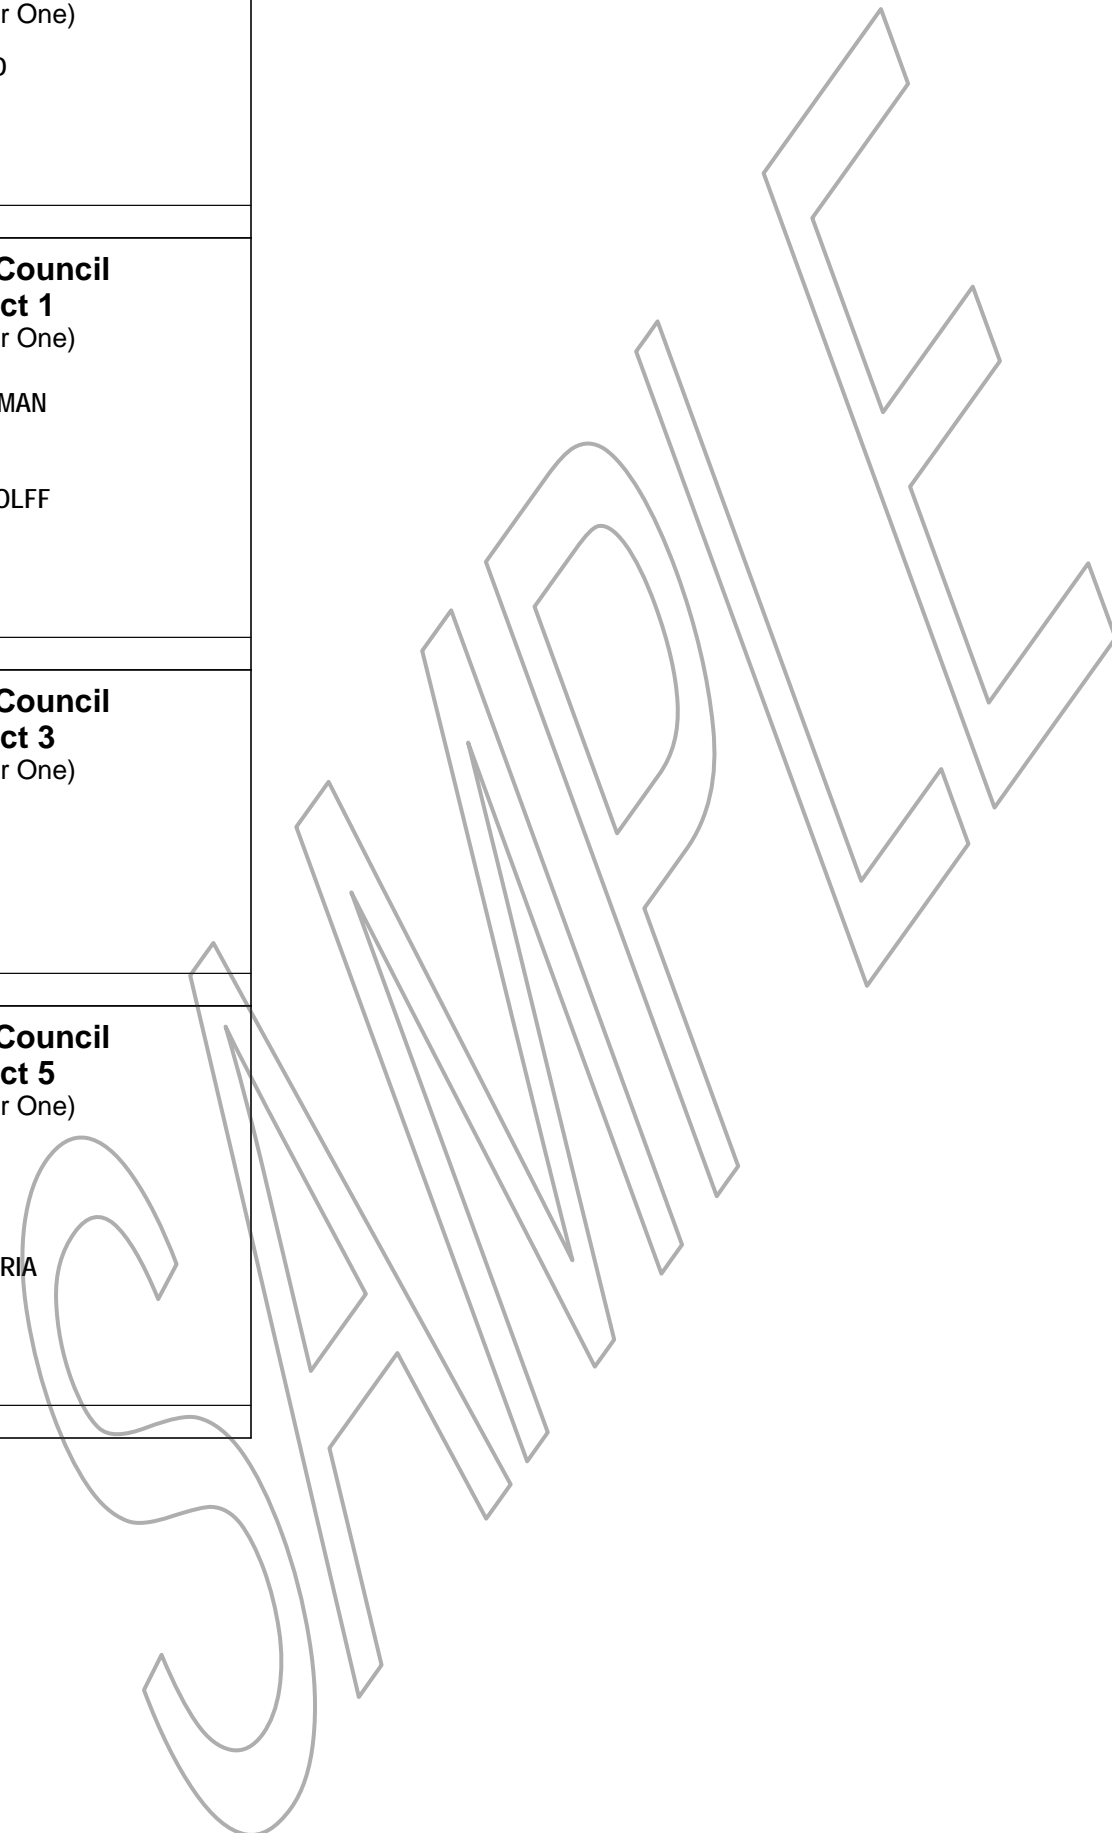 r One)
O
Council
ct 1
r One)
MAN
OLFF
Council
ct 3
r One)
Council
ct 5
r One)
RIA
SAMPLE